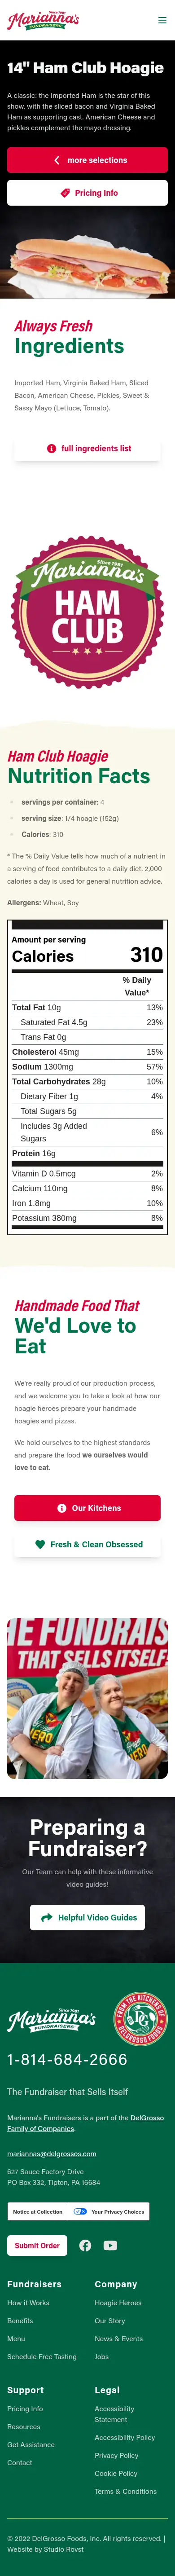 Since 1981
Marianna's
FUNDRAISERS
14" Ham Club Hoagie
A classic: the Imported Ham is the star of this
show, with the sliced bacon and Virginia Baked
Ham as supporting cast. American Cheese and
pickles complement the mayo dressing.
more selections
Pricing Info
Always Fresh
Ingredients
Imported Ham, Virginia Baked Ham, Sliced
Bacon, American Cheese, Pickles, Sweet &
Sassy Mayo (Lettuce, Tomato).
full ingredients list
Since 1981
Marianna's
HAM
CLUB
Ham Club Hoagie
Nutrition Facts
servings per container: 4
serving size: 1/4 hoagie (152g)
Calories: 310
* The % Daily Value tells how much of a nutrient in
a serving of food contributes to a daily diet. 2,000
calories a day is used for general nutrition advice.
Allergens: Wheat, Soy
Amount per serving
Calories 310
% Daily
Value*
Total Fat 10g 13%
Saturated Fat 4.5g 23%
Trans Fat 0g
Cholesterol 45mg 15%
Sodium 1300mg 57%
Total Carbohydrates 28g 10%
Dietary Fiber 1g 4%
Total Sugars 5g
Includes 3g Added
Sugars 6%
Protein 16g
Vitamin D 0.5mcg 2%
Calcium 110mg 8%
Iron 1.8mg 10%
Potassium 380mg 8%
Handmade Food That
We'd Love to
Eat
We're really proud of our production process,
and we welcome you to take a look at how our
hoagie heroes prepare your handmade
hoagies and pizzas.
We hold ourselves to the highest standards
and prepare the food we ourselves would
love to eat.
Our Kitchens
Fresh & Clean Obsessed
HE FUNDRAISER
THAT SELLS ITSELF
Preparing a
Fundraiser?
Our Team can help with these informative
video guides!
Helpful Video Guides
Since 1981
Marianna's
FUNDRAISERS
FROM THE KITCHENS OF
DELGROSSO FOODS
1-814-684-2666
The Fundraiser that Sells Itself
Marianna's Fundraisers is a part of the DelGrosso
Family of Companies.
mariannas@delgrossos.com
627 Sauce Factory Drive
PO Box 332, Tipton, PA 16684
Notice at Collection
Your Privacy Choices
Submit Order
Fundraisers
How it Works
Benefits
Menu
Schedule Free Tasting
Company
Hoagie Heroes
Our Story
News & Events
Jobs
Support
Pricing Info
Resources
Get Assistance
Contact
Legal
Accessibility
Statement
Accessibility Policy
Privacy Policy
Cookie Policy
Terms & Conditions
© 2022 DelGrosso Foods, Inc. All rights reserved. |
Website by Studio Rovst